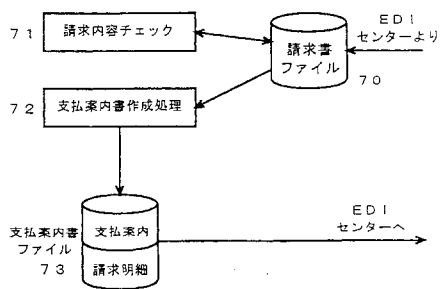 71
請求内容チェック
請求書
ファイル
70
EDI
センターより
72
支払案内書作成処理
支払案内書
ファイル
73
支払案内
請求明細
EDI
センターへ